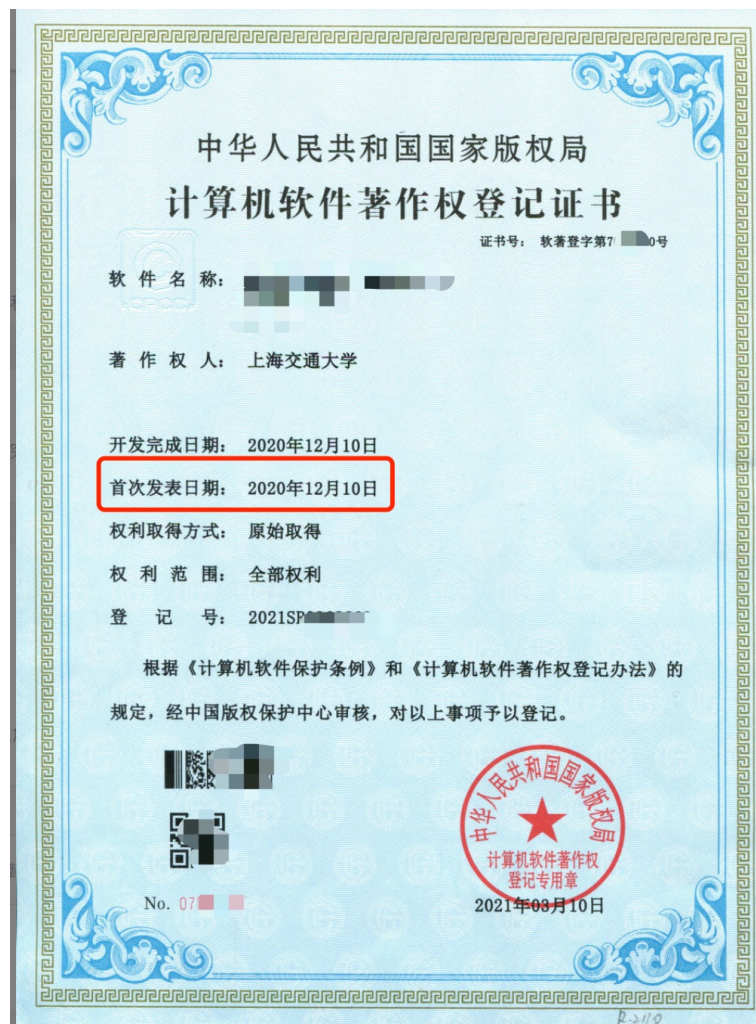 中华人民共和国国家版权局
计算机软件著作权登记证书
证书号： 软著登字第7 0号
软件名称：
著作权人： 上海交通大学
开发完成日期： 2020年12月10日
首次发表日期： 2020年12月10日
权利取得方式： 原始取得
权利范围： 全部权利
登记号： 2021SR
根据《计算机软件保护条例》和《计算机软件著作权登记办法》的
规定，经中国版权保护中心审核，对以上事项予以登记。
中华人民共和国国家版权局
计算机软件著作权
登记专用章
No. 07
2021年03月10日